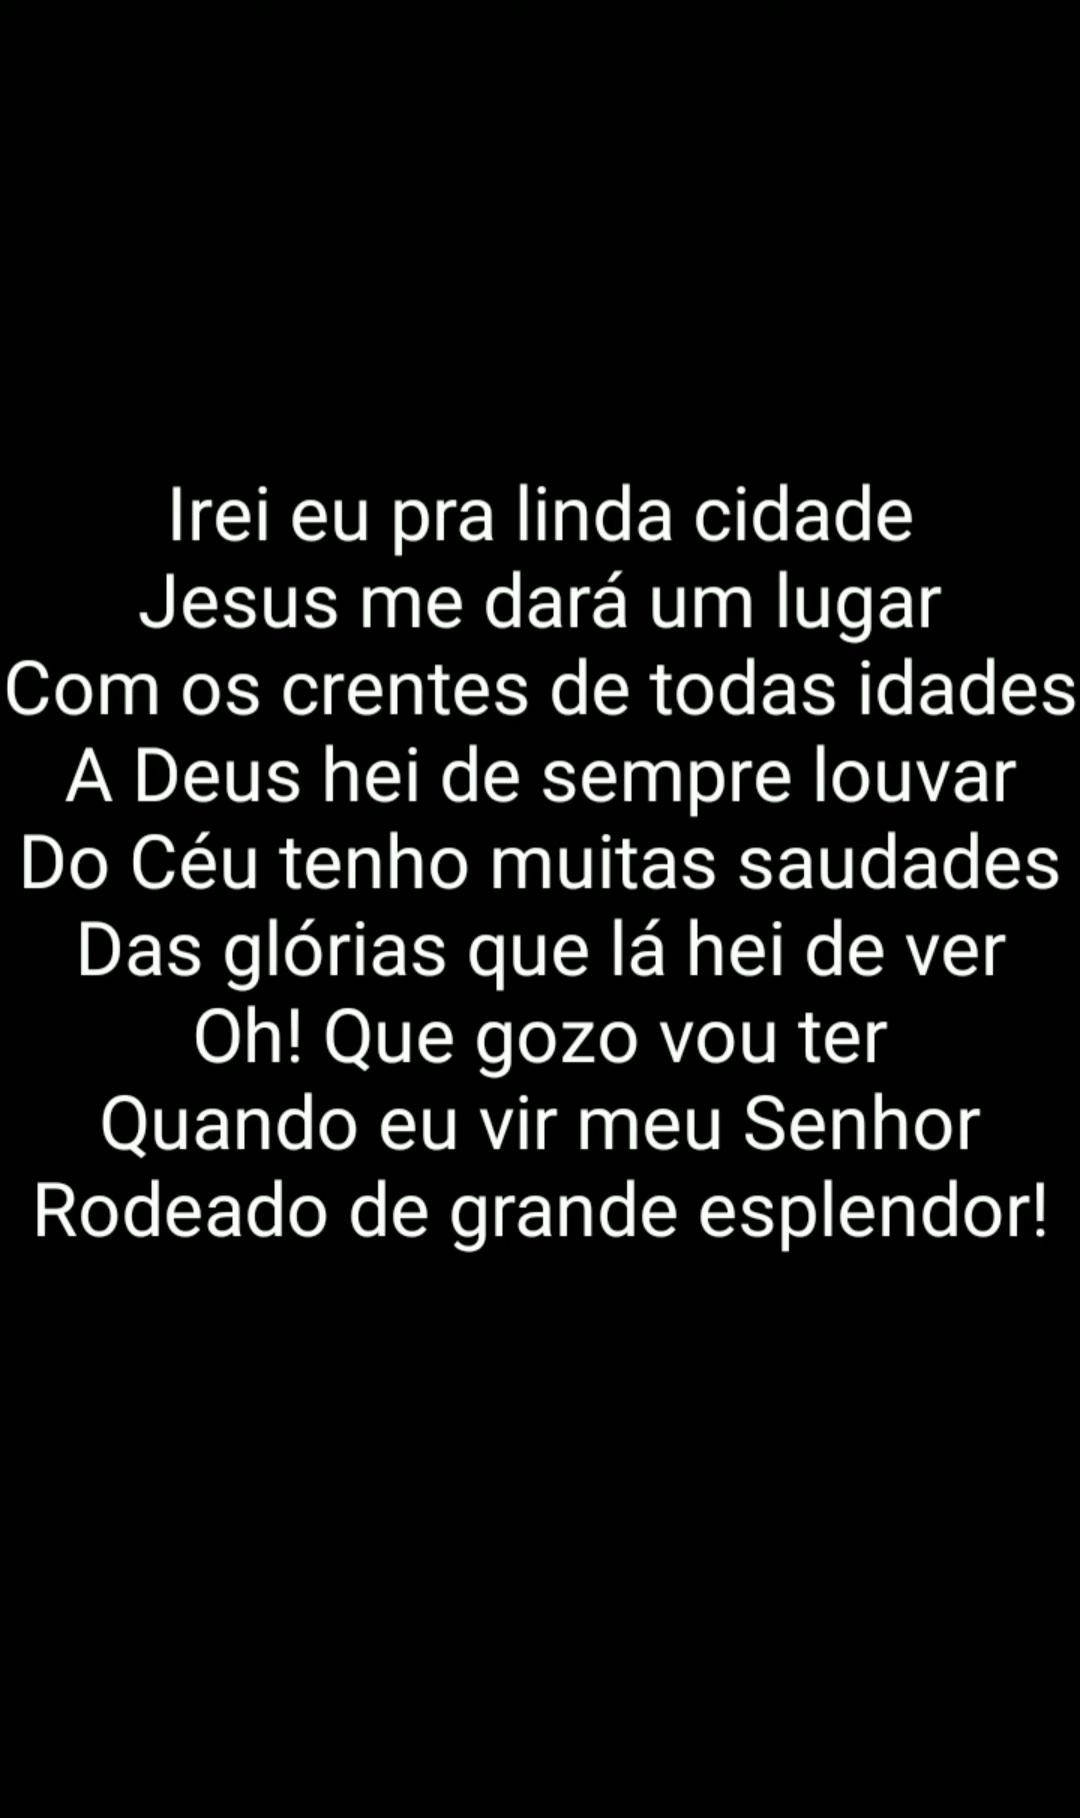 Irei eu pra linda cidade
Jesus me dará um lugar
Com os crentes de todas idades
A Deus hei de sempre louvar
Do Céu tenho muitas saudades
Das glórias que lá hei de ver
Oh! Que gozo vou ter
Quando eu vir meu Senhor
Rodeado de grande esplendor!